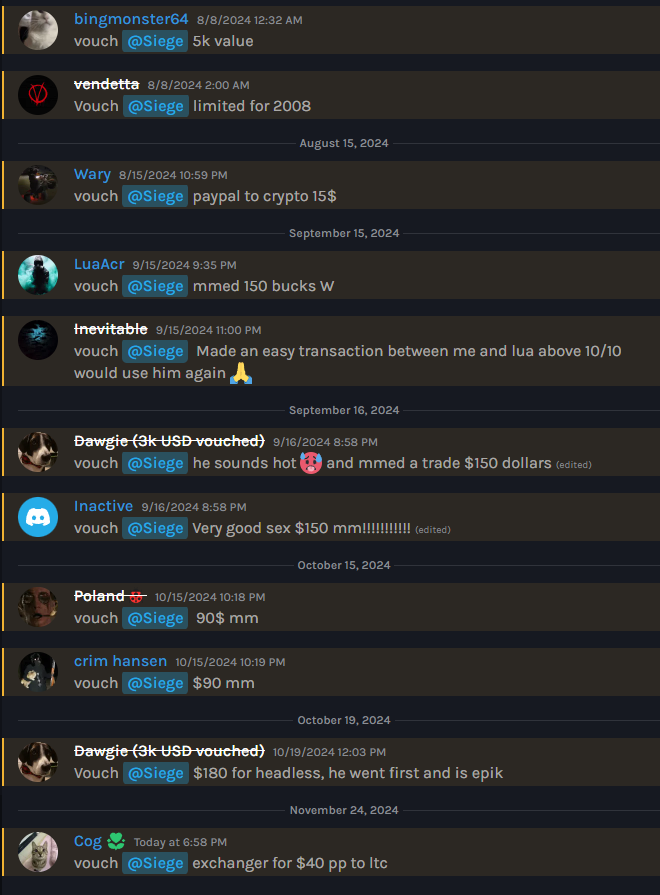 bingmonster64 8/8/2024 12:32 AM
vouch @Siege 5k value
vendetta 8/8/2024 2:00 AM
Vouch @Siege limited for 2008
August 15, 2024
Wary 8/15/2024 10:59 PM
vouch @Siege paypal to crypto 15$
September 15, 2024
LuaAcr 9/15/2024 9:35 PM
vouch @Siege mmed 150 bucks W
Inevitable 9/15/2024 11:00 PM
vouch @Siege Made an easy transaction between me and lua above 10/10
would use him again 🙏
September 16, 2024
Dawgie (3k USD vouched) 9/16/2024 8:58 PM
vouch @Siege he sounds hot 🥵 and mmed a trade $150 dollars (edited)
Inactive 9/16/2024 8:58 PM
vouch @Siege Very good sex $150 mm!!!!!!!!!!! (edited)
October 15, 2024
Poland 10/15/2024 10:18 PM
vouch @Siege 90$ mm
crim hansen 10/15/2024 10:19 PM
vouch @Siege $90 mm
October 19, 2024
Dawgie (3k USD vouched) 10/19/2024 12:03 PM
Vouch @Siege $180 for headless, he went first and is epik
November 24, 2024
Cog Today at 6:58 PM
vouch @Siege exchanger for $40 pp to ltc